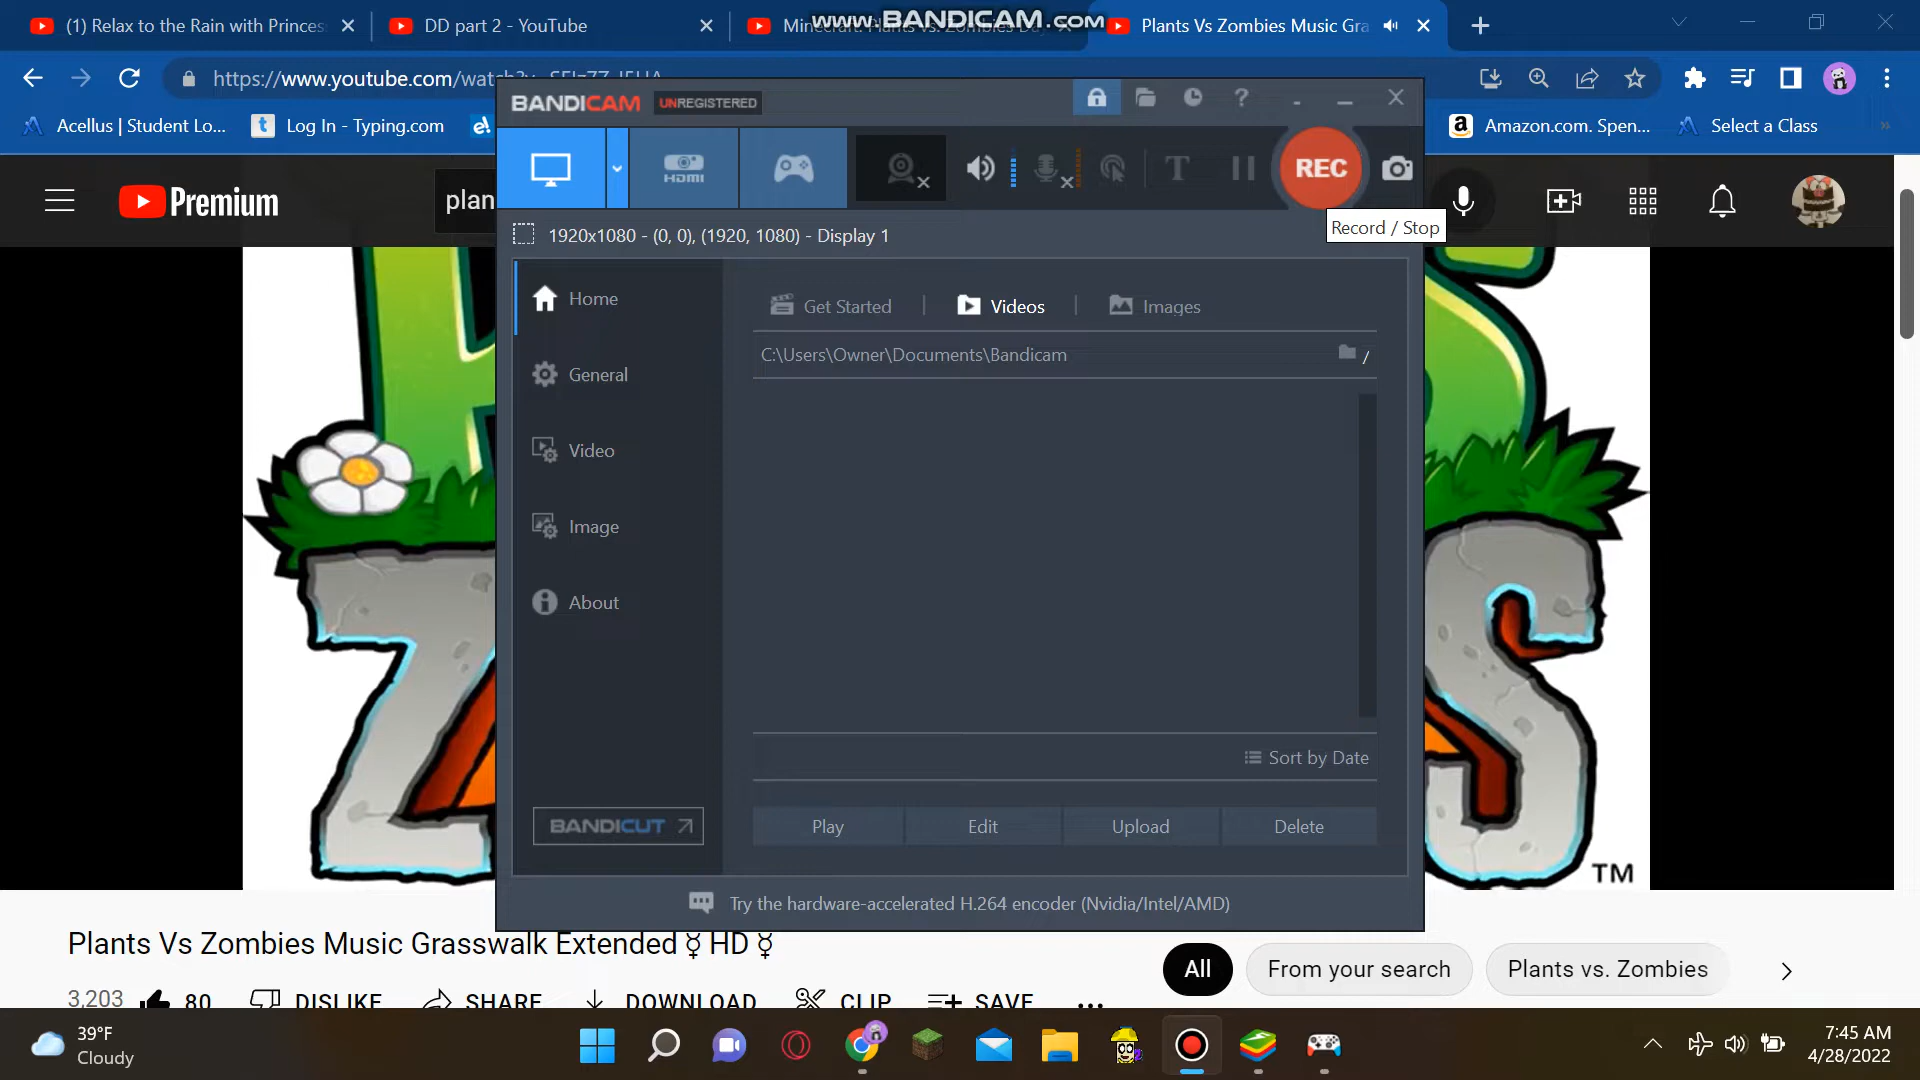 (1) Relax to the Rain with Princes
DD part 2 - YouTube
Minecraft: Plants vs. Zombies
Plants Vs Zombies Music Gra
www.BANDICAM.com
https://www.youtube.com/watch?v
Acellus | Student Lo...
Log In - Typing.com
Amazon.com. Spen...
Select a Class
BANDICAM UNREGISTERED
HDMI
REC
Record / Stop
Premium
plan
1920x1080 - (0, 0), (1920, 1080) - Display 1
Home
General
Video
Image
About
Get Started
Videos
Images
C:\Users\Owner\Documents\Bandicam
/
Sort by Date
BANDICUT
Play
Edit
Upload
Delete
TM
Try the hardware-accelerated H.264 encoder (Nvidia/Intel/AMD)
Plants Vs Zombies Music Grasswalk Extended ☿ HD ☿
3,203
80
DISLIKE
SHARE
DOWNLOAD
CLIP
SAVE
All
From your search
Plants vs. Zombies
39°F
Cloudy
7:45 AM
4/28/2022